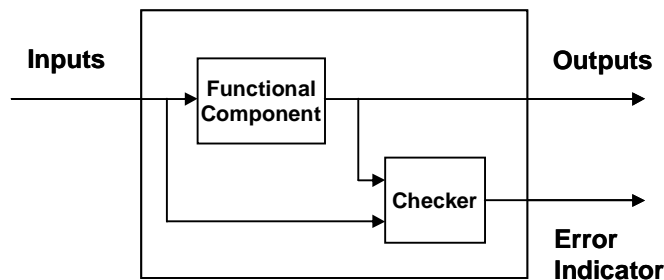 Inputs
Functional
Component
Outputs
Checker
Error
Indicator